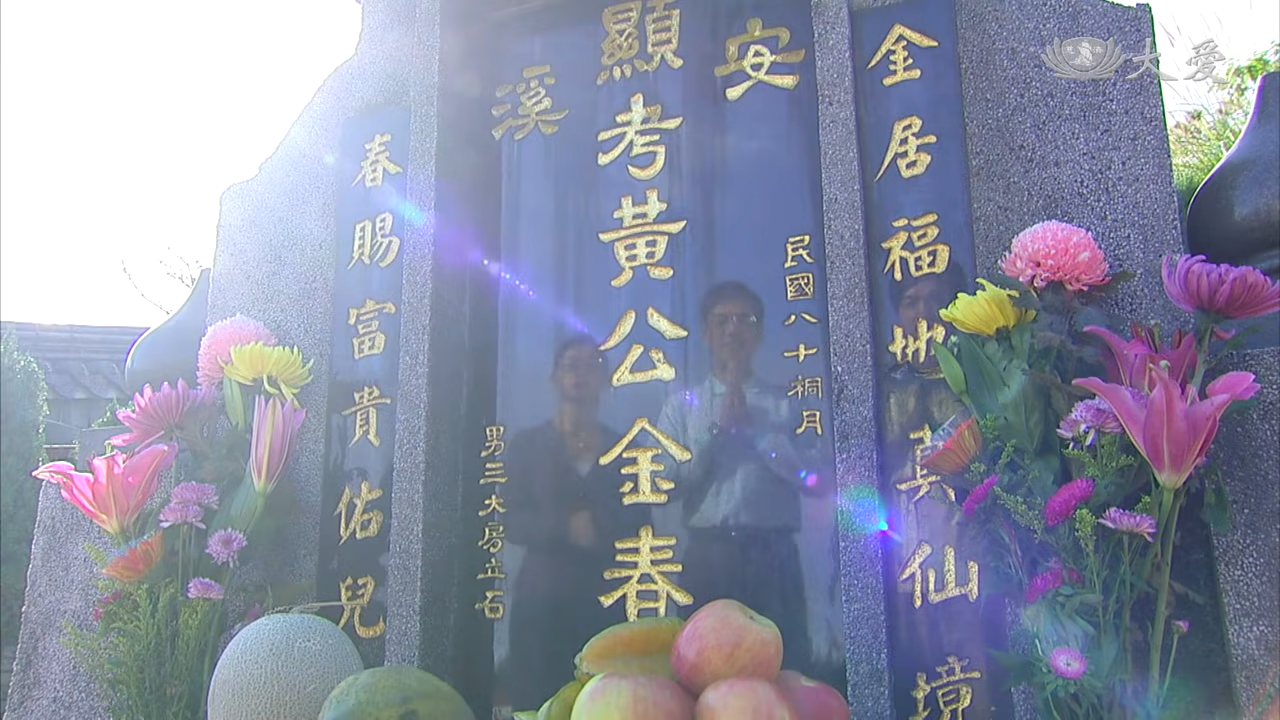 大愛
金居福地真仙境
安溪
民國八十桐月
顯考黃公金春
男三大房立石
春賜富貴佑兒